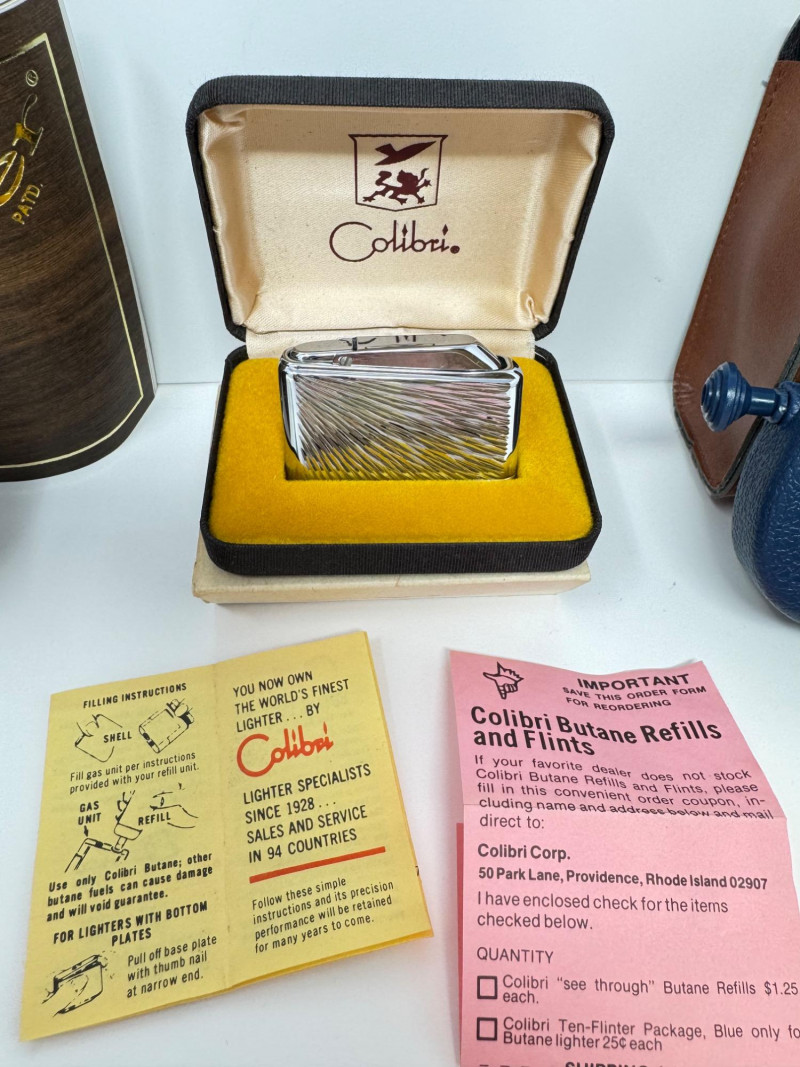 ®
PATD.
Colibri.
FILLING INSTRUCTIONS
SHELL
Fill gas unit per instructions
provided with your refill unit.
GAS
UNIT
REFILL
Use only Colibri Butane; other
butane fuels can cause damage
and will void guarantee.
FOR LIGHTERS WITH BOTTOM
PLATES
Pull off base plate
with thumb nail
at narrow end.
YOU NOW OWN
THE WORLD'S FINEST
LIGHTER...BY
Colibri
LIGHTER SPECIALISTS
SINCE 1928...
SALES AND SERVICE
IN 94 COUNTRIES
Follow these simple
instructions and its precision
performance will be retained
for many years to come.
IMPORTANT
SAVE THIS ORDER FORM
FOR REORDERING
Colibri Butane Refills
and Flints
If your favorite dealer does not stock
Colibri Butane Refills and Flints, please
fill in this convenient order coupon, in-
cluding name and address below and mail
direct to:
Colibri Corp.
50 Park Lane, Providence, Rhode Island 02907
I have enclosed check for the items
checked below.
QUANTITY
Colibri "see through" Butane Refills $1.25
each.
Colibri Ten-Flinter Package, Blue only fo
Butane lighter 25¢ each